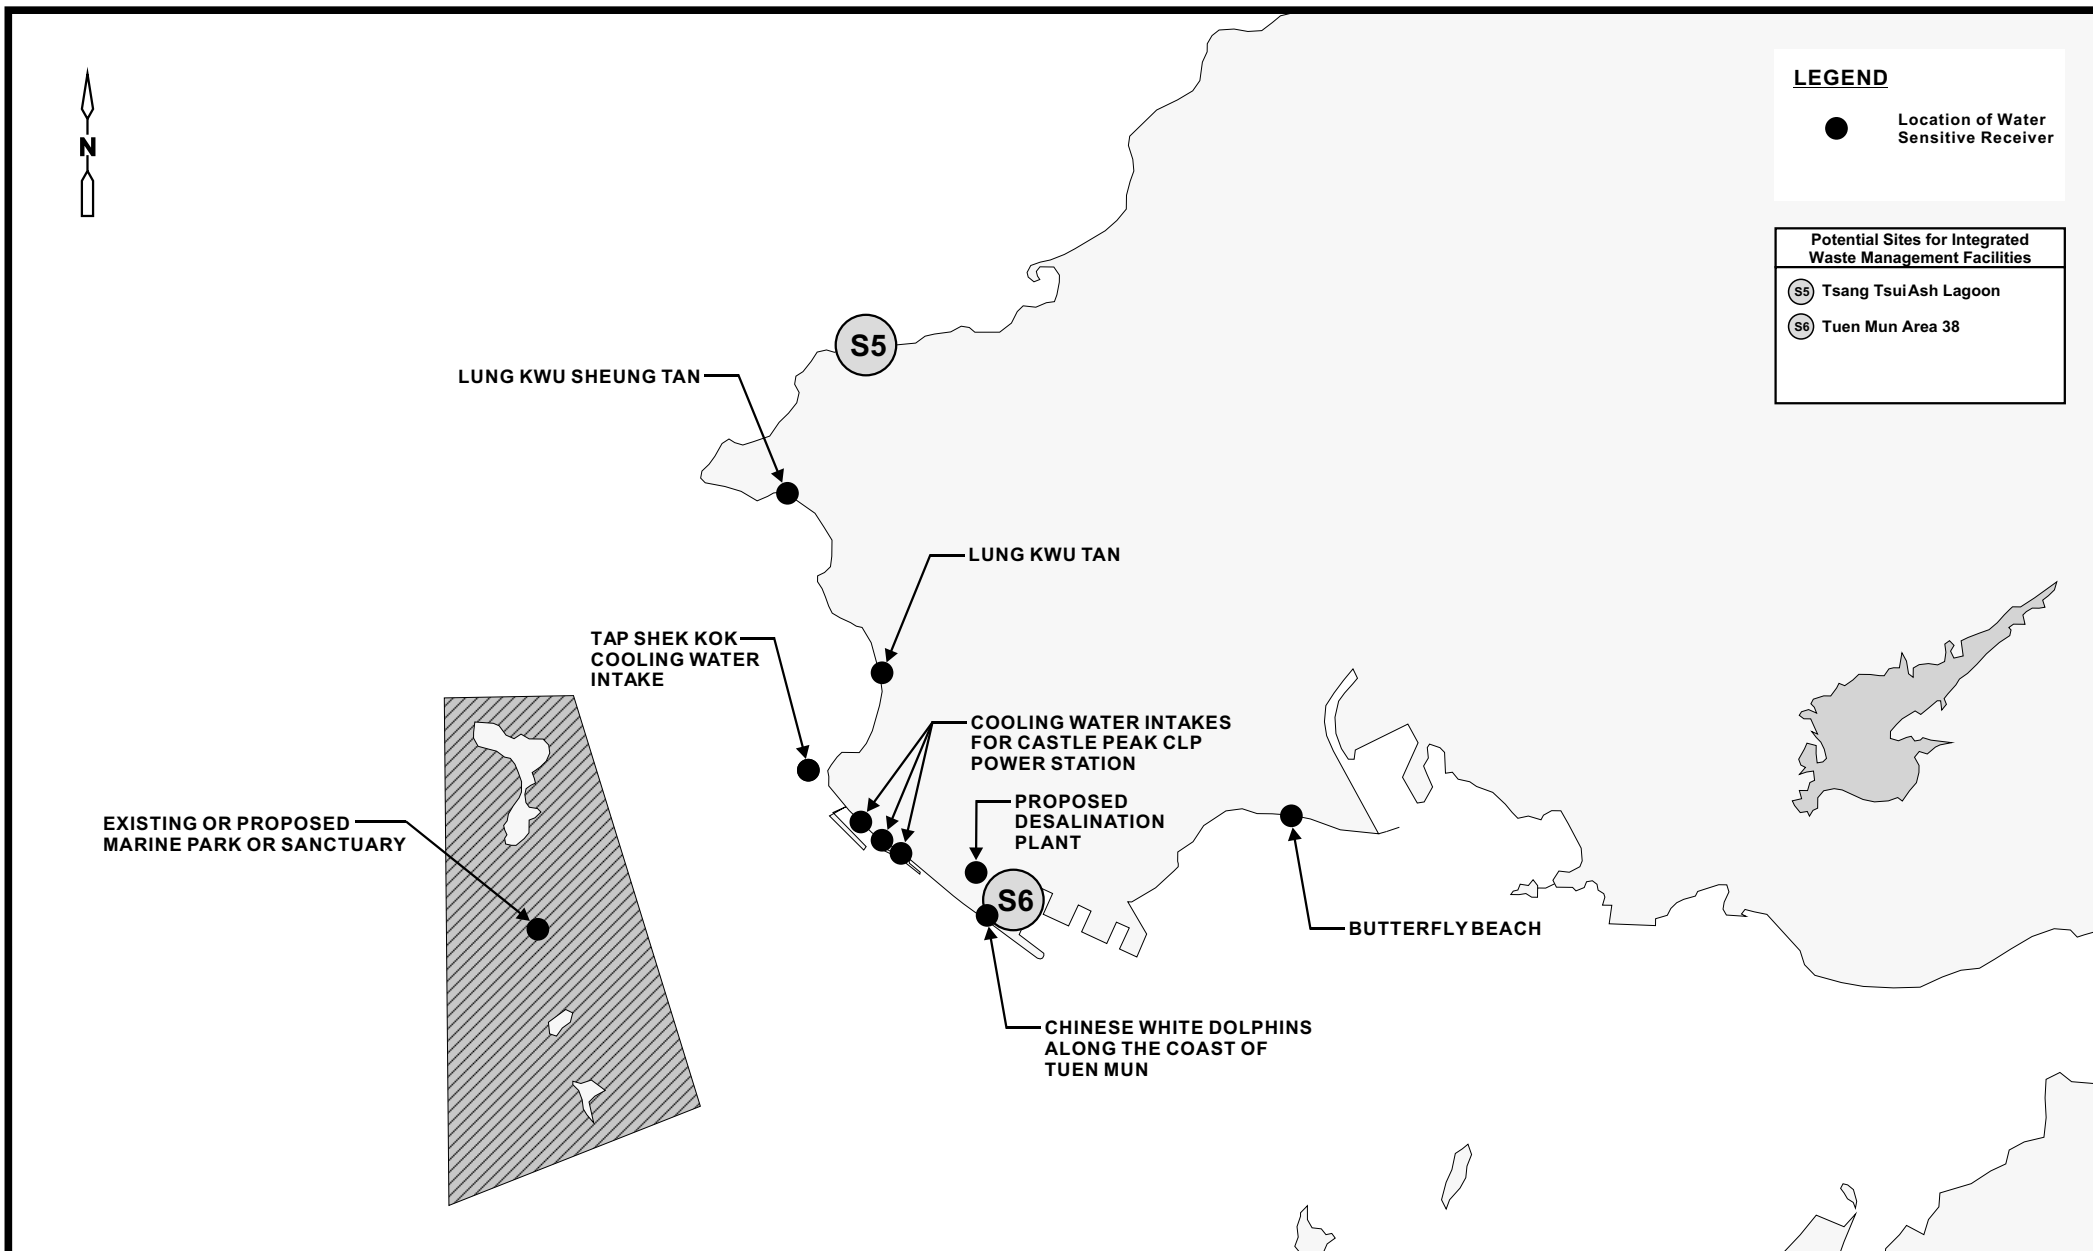 N
LEGEND
Location of Water
Sensitive Receiver
Potential Sites for Integrated
Waste Management Facilities
S5 Tsang Tsui Ash Lagoon
S6 Tuen Mun Area 38
S5
LUNG KWU SHEUNG TAN
LUNG KWU TAN
TAP SHEK KOK
COOLING WATER
INTAKE
COOLING WATER INTAKES
FOR CASTLE PEAK CLP
POWER STATION
PROPOSED
DESALINATION
PLANT
EXISTING OR PROPOSED
MARINE PARK OR SANCTUARY
S6
BUTTERFLY BEACH
CHINESE WHITE DOLPHINS
ALONG THE COAST OF
TUEN MUN